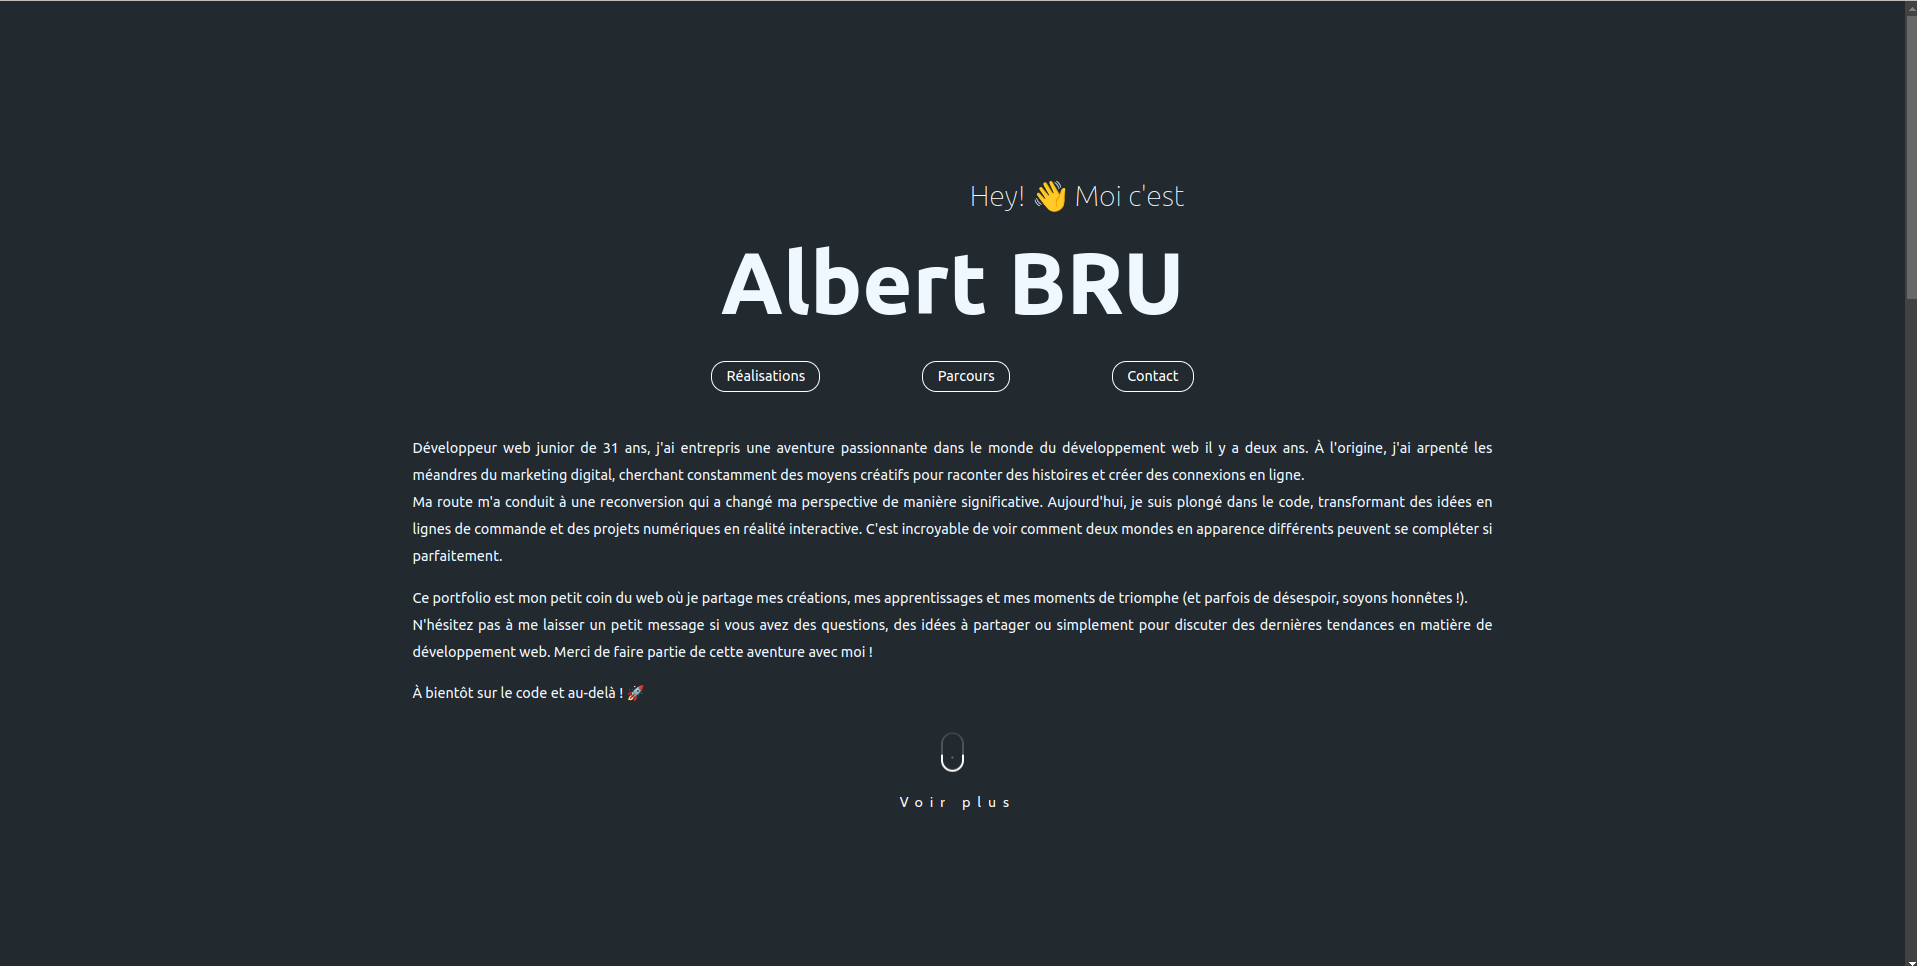 Hey! 👋 Moi c'est
Albert BRU
Réalisations
Parcours
Contact
Développeur web junior de 31 ans, j'ai entrepris une aventure passionnante dans le monde du développement web il y a deux ans. À l'origine, j'ai arpenté les
méandres du marketing digital, cherchant constamment des moyens créatifs pour raconter des histoires et créer des connexions en ligne.
Ma route m'a conduit à une reconversion qui a changé ma perspective de manière significative. Aujourd'hui, je suis plongé dans le code, transformant des idées en
lignes de commande et des projets numériques en réalité interactive. C'est incroyable de voir comment deux mondes en apparence différents peuvent se compléter si
parfaitement.
Ce portfolio est mon petit coin du web où je partage mes créations, mes apprentissages et mes moments de triomphe (et parfois de désespoir, soyons honnêtes !).
N'hésitez pas à me laisser un petit message si vous avez des questions, des idées à partager ou simplement pour discuter des dernières tendances en matière de
développement web. Merci de faire partie de cette aventure avec moi !
À bientôt sur le code et au-delà ! 🚀
Voir plus